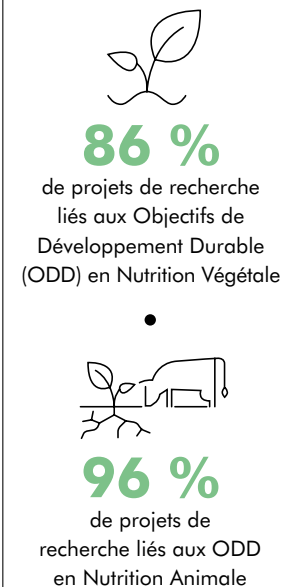 86 %
de projets de recherche
liés aux Objectifs de
Développement Durable
(ODD) en Nutrition Végétale
96 %
de projets de
recherche liés aux ODD
en Nutrition Animale